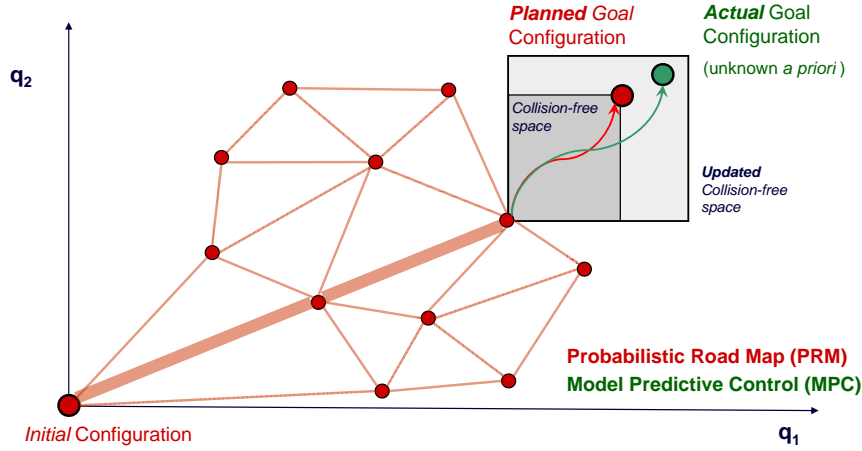 Planned Goal
Configuration
Actual Goal
Configuration
(unknown a priori )
q2
Collision-free
space
Updated
Collision-free
space
Probabilistic Road Map (PRM)
Model Predictive Control (MPC)
Initial Configuration
q1